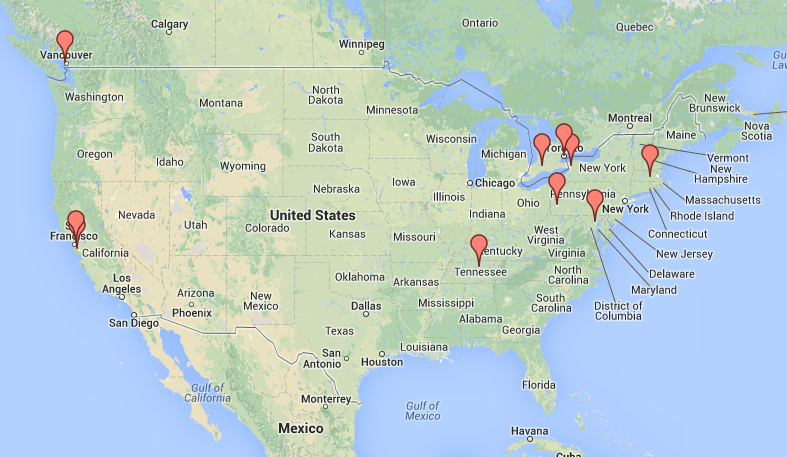 Calgary
Ontario
Quebec
Winnipeg
Vancouver
Gu
Law
Washington
Montana
North
Dakota
Minnesota
Montreal
New
Brunswick
Nova
Scotia
Maine
Oregon
Idaho
Wyoming
South
Dakota
Wisconsin
Michigan
New York
Vermont
New
Hampshire
Massachusetts
Rhode Island
Connecticut
New Jersey
Delaware
Maryland
District of
Columbia
Nebraska
Iowa
Chicago
Illinois
Indiana
Ohio
Pennsylvania
New York
Nevada
Utah
Colorado
United States
Kansas
Missouri
West
Virginia
Virginia
Francisco
California
Los
Angeles
San Diego
Arizona
Phoenix
New
Mexico
Oklahoma
Arkansas
Tennessee
North
Carolina
South
Carolina
Dallas
Texas
Mississippi
Alabama
Georgia
Louisiana
San
Antonio
Houston
Florida
Gulf of
California
Monterrey
Gulf of
Mexico
Mexico
Havana
Cuba